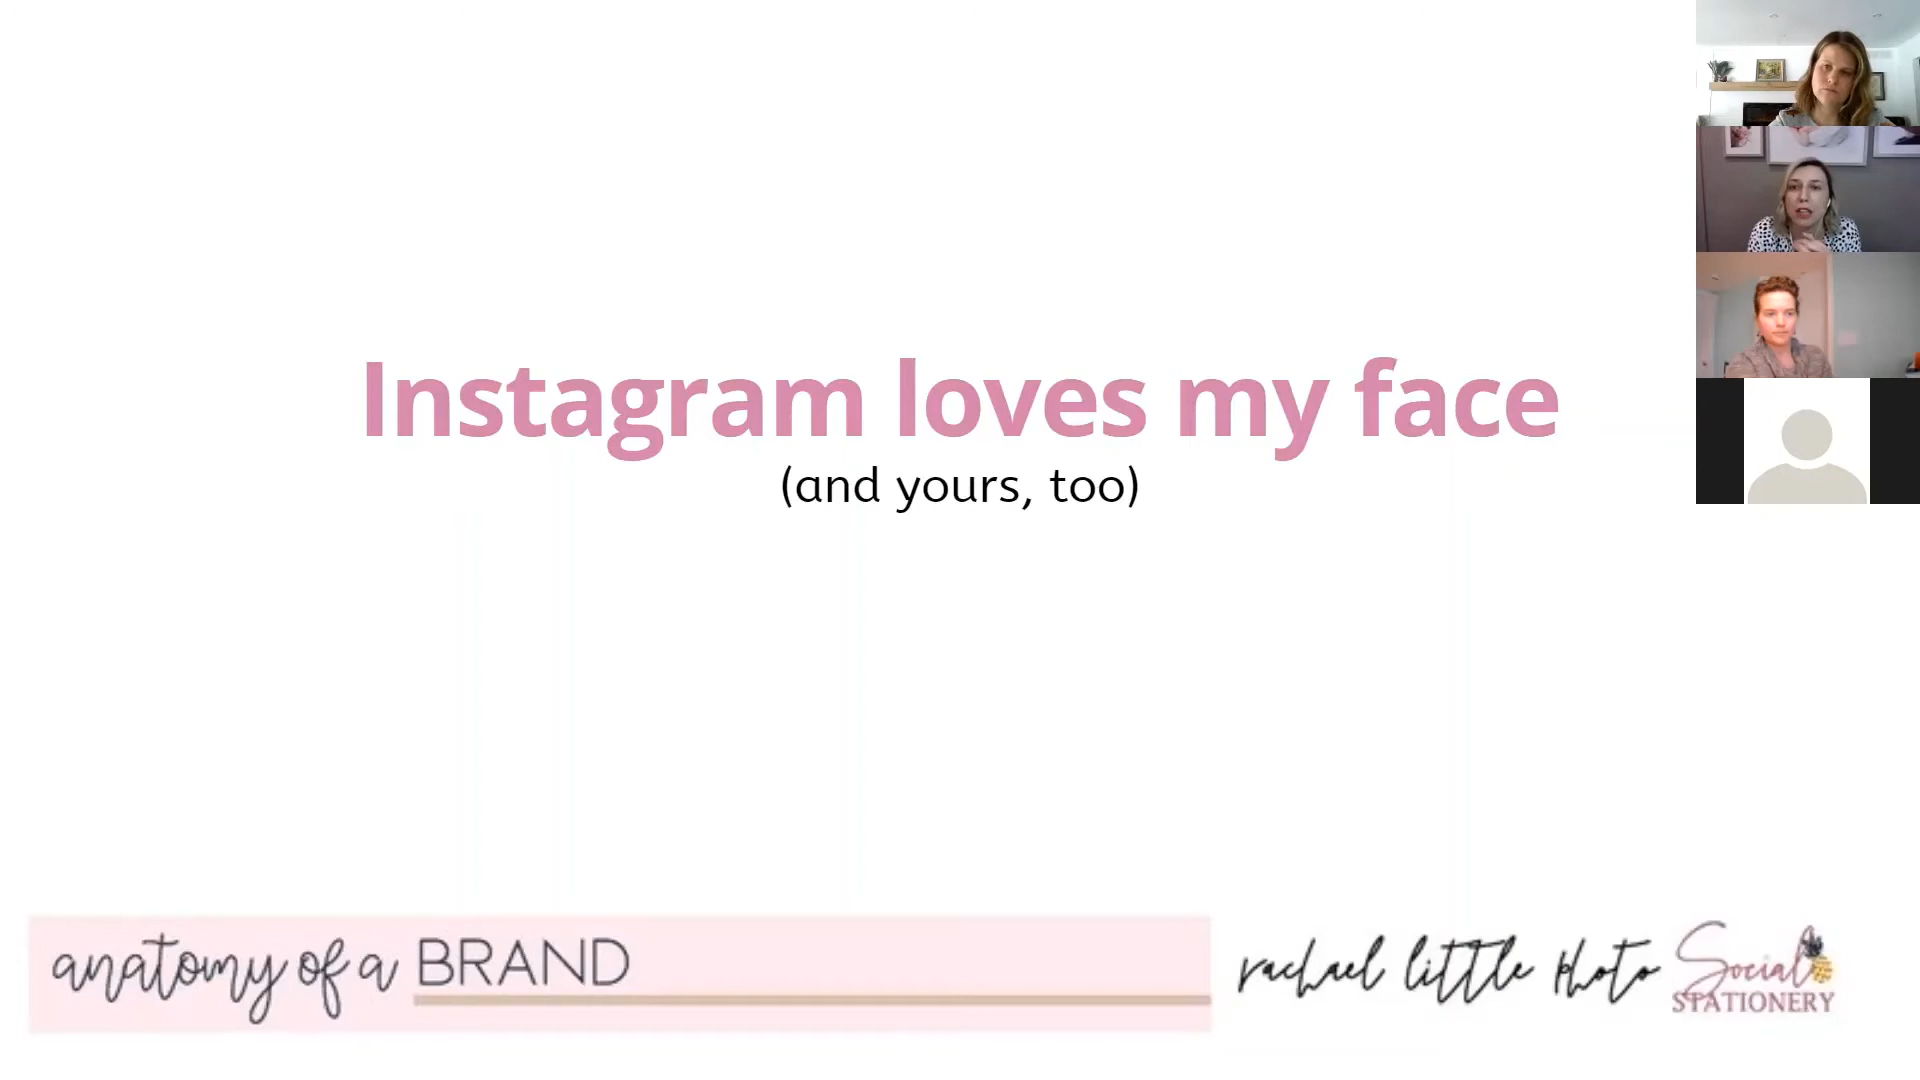 Instagram loves my face
(and yours, too)
anatomy of a BRAND
rachael little photo
Social
STATIONERY